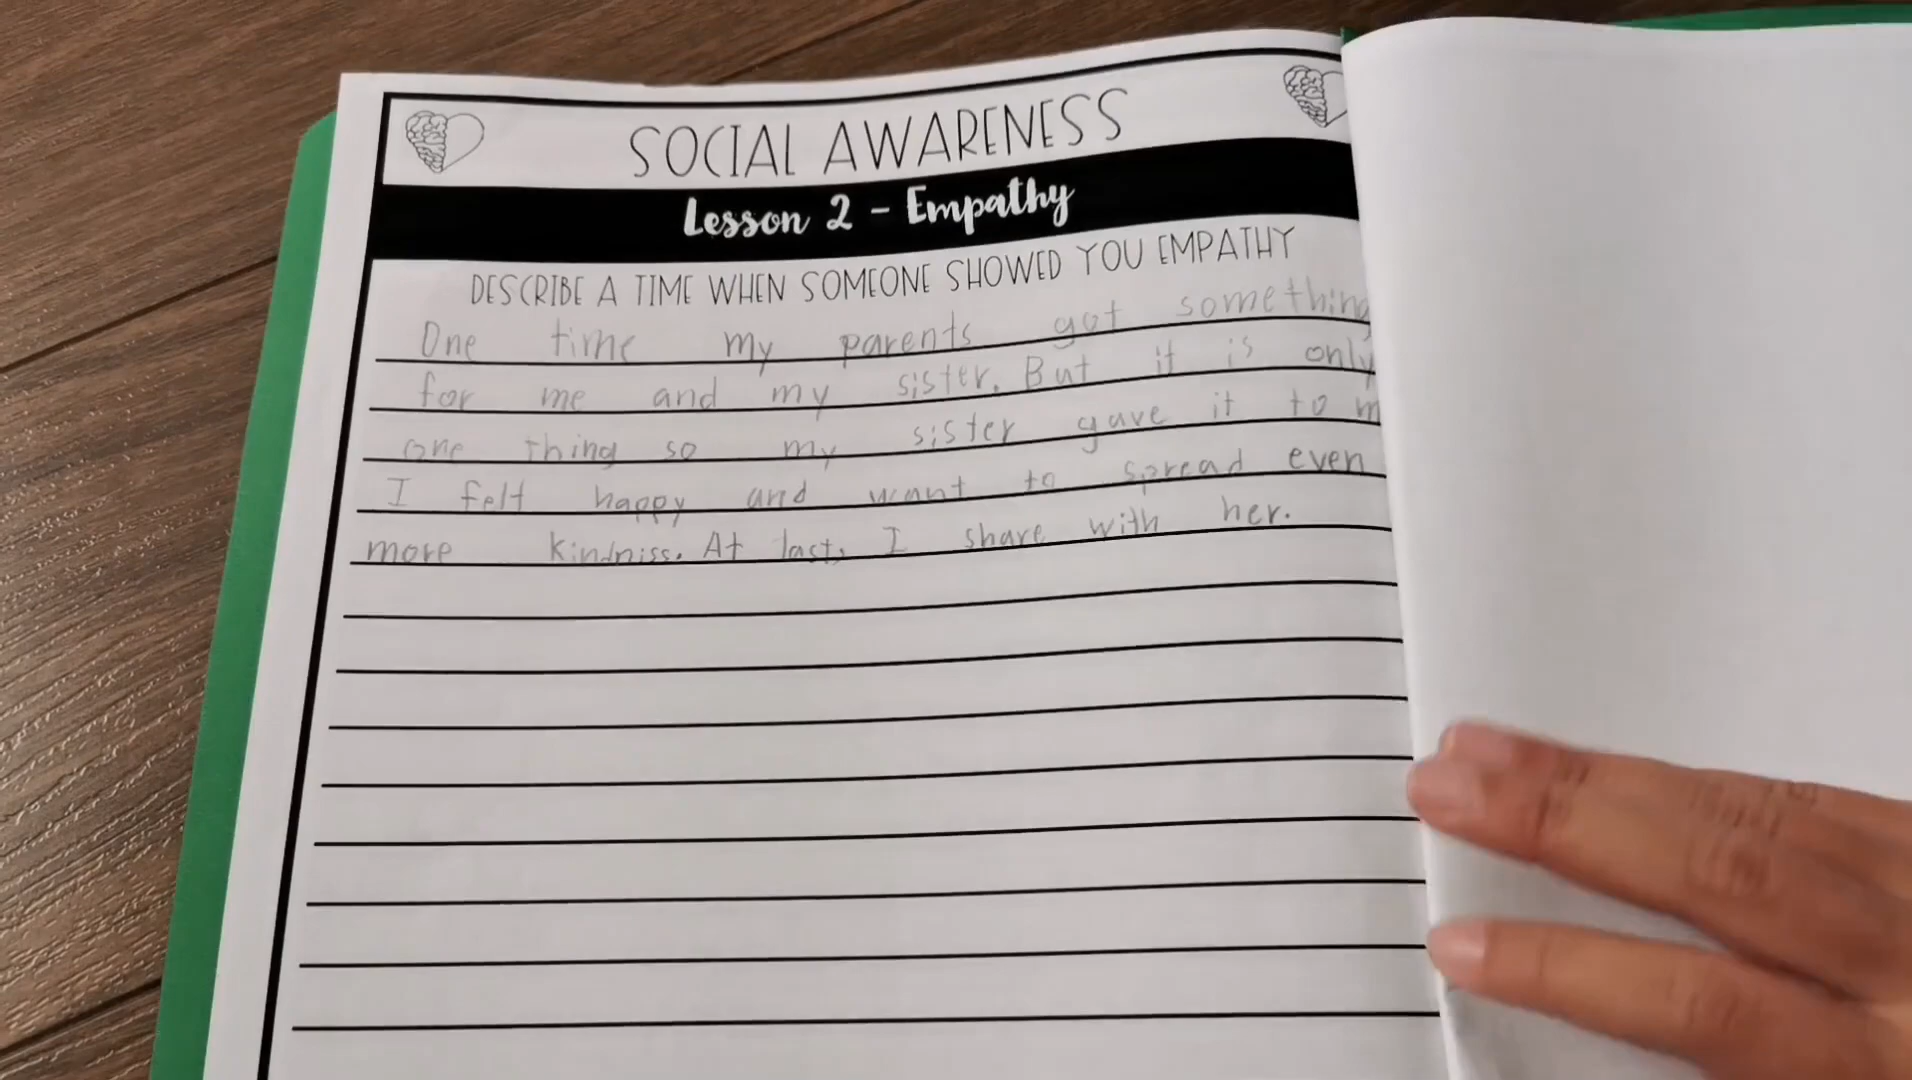 SOCIAL AWARENESS
Lesson 2 - Empathy
DESCRIBE A TIME WHEN SOMEONE SHOWED YOU EMPATHY
One time my parents got something
for me and my sister. But it is only
one thing so my sister gave it to m
I felt happy and want to spread even
more kindniss. At last, I share with her.